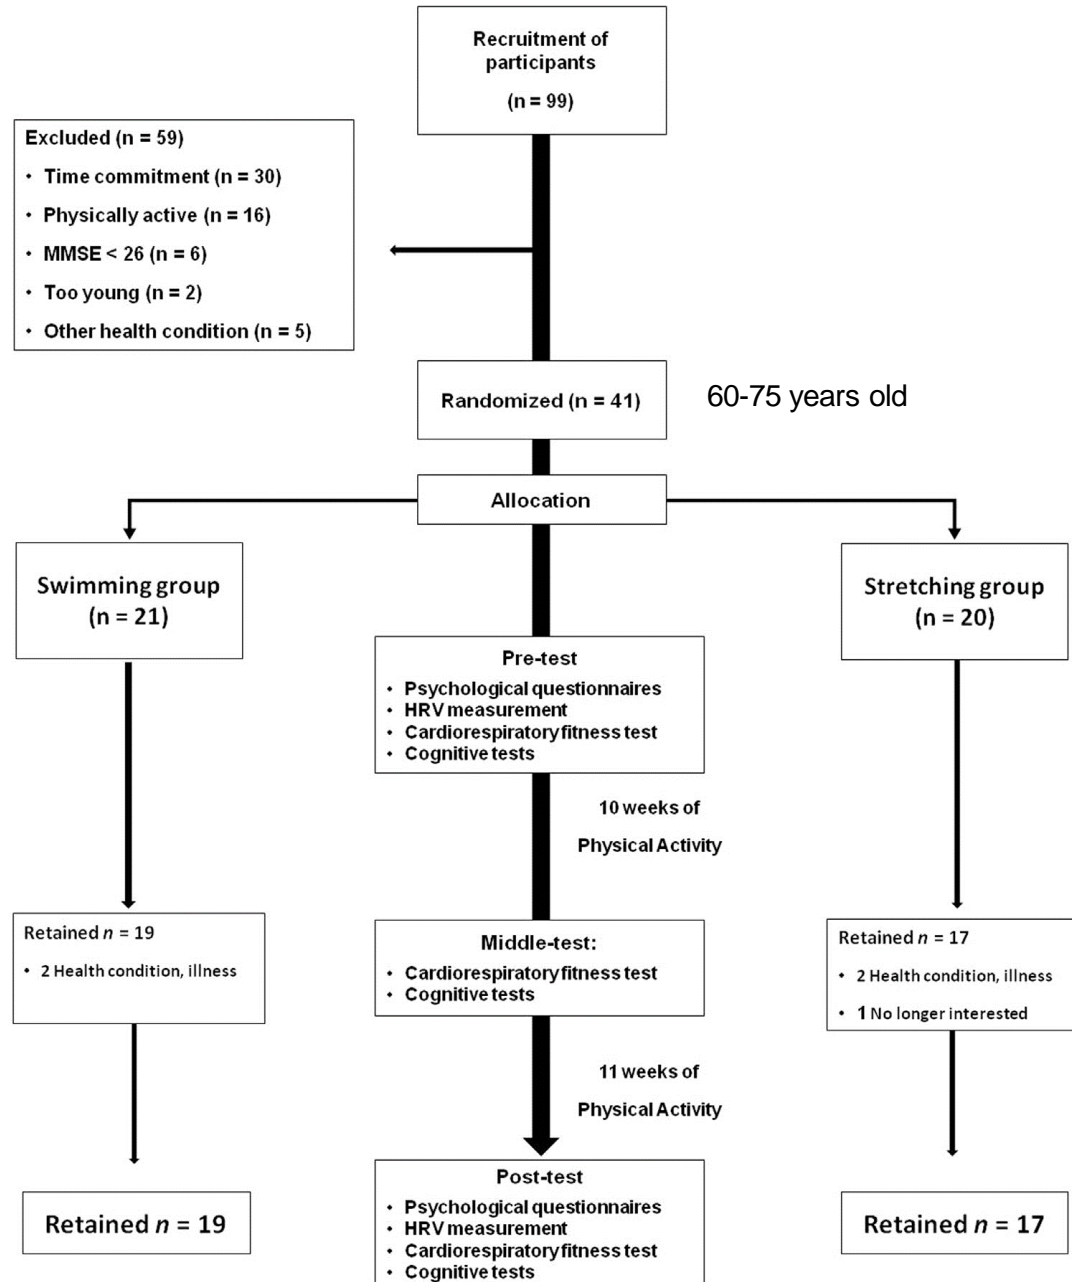 Recruitment of
participants
(n = 99)
Excluded (n = 59)
• Time commitment (n = 30)
• Physically active (n = 16)
• MMSE < 26 (n = 6)
• Too young (n = 2)
• Other health condition (n = 5)
Randomized (n = 41)
60-75 years old
Allocation
Swimming group
(n = 21)
Stretching group
(n = 20)
Pre-test
• Psychological questionnaires
• HRV measurement
• Cardiorespiratory fitness test
• Cognitive tests
10 weeks of
Physical Activity
Retained n = 19
• 2 Health condition, illness
Middle-test:
• Cardiorespiratory fitness test
• Cognitive tests
Retained n = 17
• 2 Health condition, illness
• 1 No longer interested
11 weeks of
Physical Activity
Retained n = 19
Post-test
• Psychological questionnaires
• HRV measurement
• Cardiorespiratory fitness test
• Cognitive tests
Retained n = 17